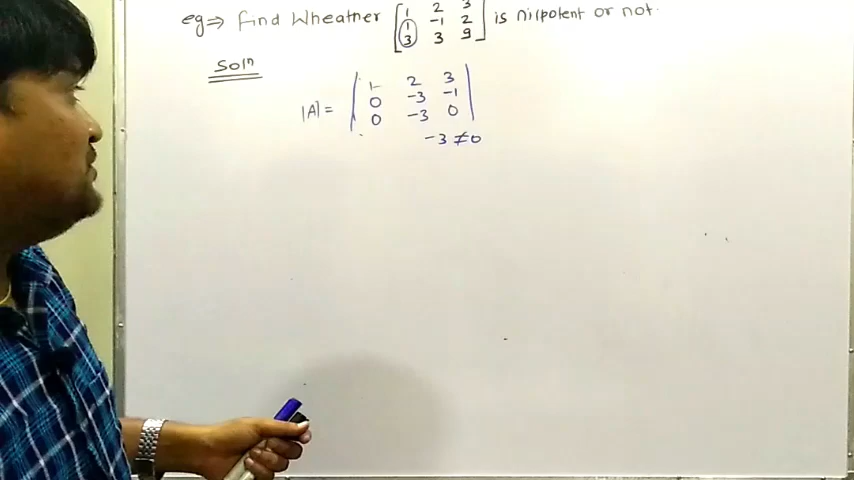 eg⇒ Find Wheather [1 2 3
1 -1 2
3 3 9] is nilpotent or not.
Soln
|A| = |1 2 3
0 -3 -1
0 -3 0|
-3 ≠ 0